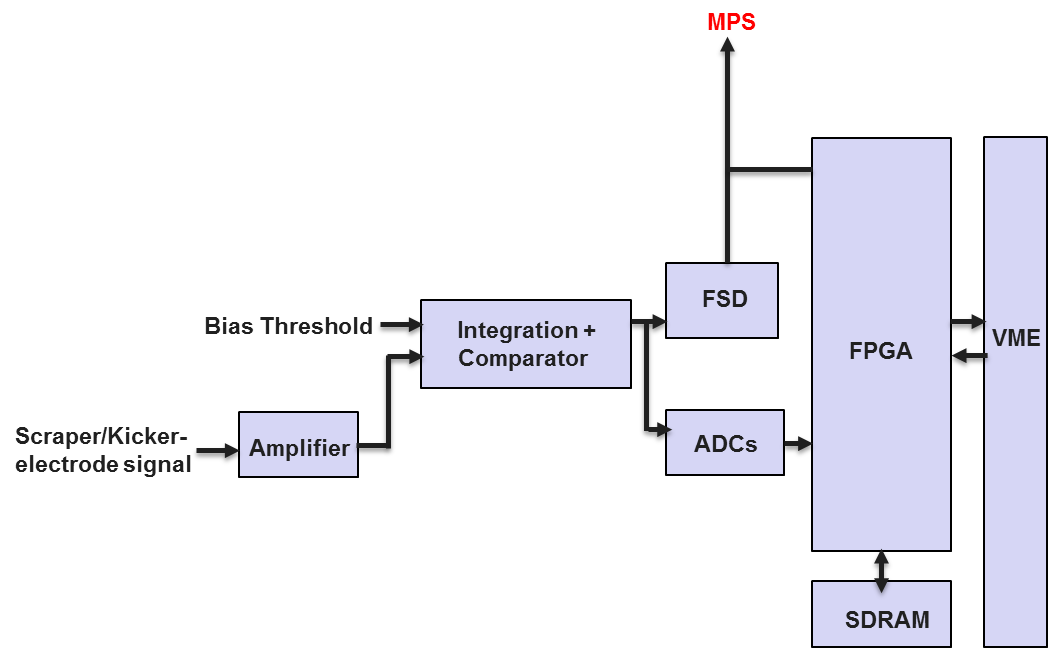 MPS
FSD
Bias Threshold
Integration +
Comparator
FPGA
VME
Scraper/Kicker-
electrode signal
Amplifier
ADCs
SDRAM